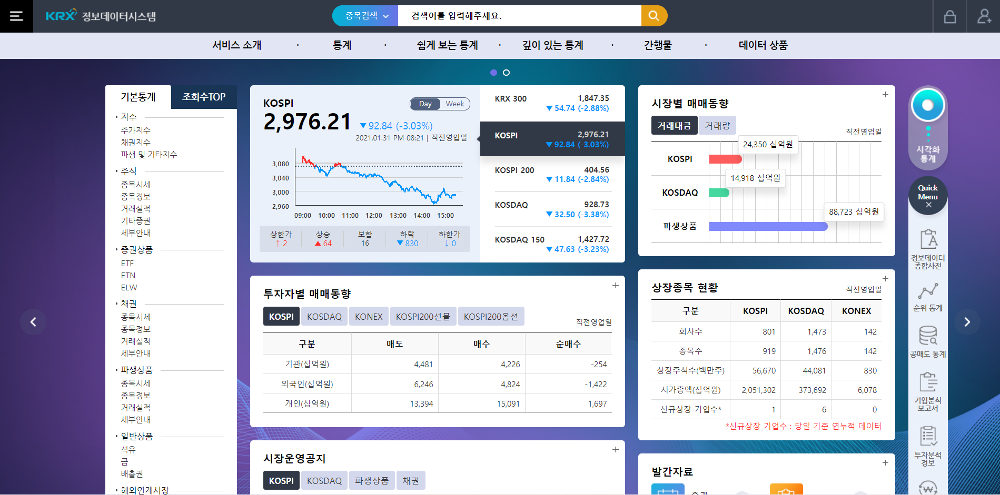 KRX 정보데이터시스템
종목검색
검색어를 입력해주세요.
서비스 소개 · 통계 · 쉽게 보는 통계 · 깊이 있는 통계 · 간행물 · 데이터 상품
기본통계
조회수TOP
지수
주가지수
채권지수
파생 및 기타지수
주식
종목시세
종목정보
거래실적
기타증권
세부안내
증권상품
ETF
ETN
ELW
채권
종목시세
종목정보
거래실적
세부안내
파생상품
종목시세
종목정보
거래실적
세부안내
일반상품
석유
금
배출권
해외연계시장
KOSPI
Day Week
2,976.21 ▼92.84 (-3.03%)
2021.01.31 PM 08:21 | 직전영업일
3,080
3,040
3,000
2,960
09:00 10:00 11:00 12:00 13:00 14:00 15:00
상한가 상승 보합 하락 하한가
↑ 2 ▲ 64 16 ▼ 830 ↓ 0
KRX 300 1,847.35
▼ 54.74 (-2.88%)
KOSPI 2,976.21
▼ 92.84 (-3.03%)
KOSPI 200 404.56
▼ 11.84 (-2.84%)
KOSDAQ 928.73
▼ 32.50 (-3.38%)
KOSDAQ 150 1,427.72
▼ 47.63 (-3.23%)
시장별 매매동향 +
거래대금 거래량
직전영업일
KOSPI 24,350 십억원
KOSDAQ 14,918 십억원
파생상품 88,723 십억원
투자자별 매매동향 +
KOSPI KOSDAQ KONEX KOSPI200선물 KOSPI200옵션
직전영업일
구분 매도 매수 순매수
기관(십억원) 4,481 4,226 -254
외국인(십억원) 6,246 4,824 -1,422
개인(십억원) 13,394 15,091 1,697
상장종목 현황 +
직전영업일
구분 KOSPI KOSDAQ KONEX
회사수 801 1,473 142
종목수 919 1,476 142
상장주식수(백만주) 56,670 44,081 830
시가총액(십억원) 2,051,302 373,692 6,078
신규상장 기업수* 1 6 0
*신규상장 기업수 : 당일 기준 연누적 데이터
시장운영공지 +
KOSPI KOSDAQ 파생상품 채권
발간자료 +
시각화
통계
Quick
Menu
×
정보데이터
종합사전
순위 통계
공매도 통계
기업분석
보고서
투자분석
정보